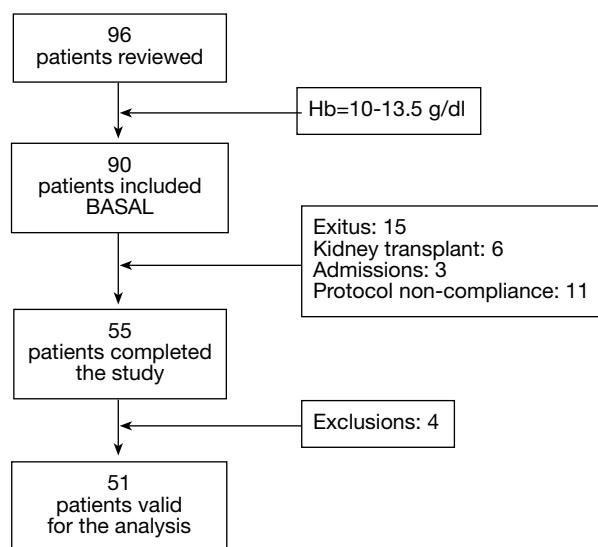 96
patients reviewed
Hb=10-13.5 g/dl
90
patients included
BASAL
Exitus: 15
Kidney transplant: 6
Admissions: 3
Protocol non-compliance: 11
55
patients completed
the study
Exclusions: 4
51
patients valid
for the analysis